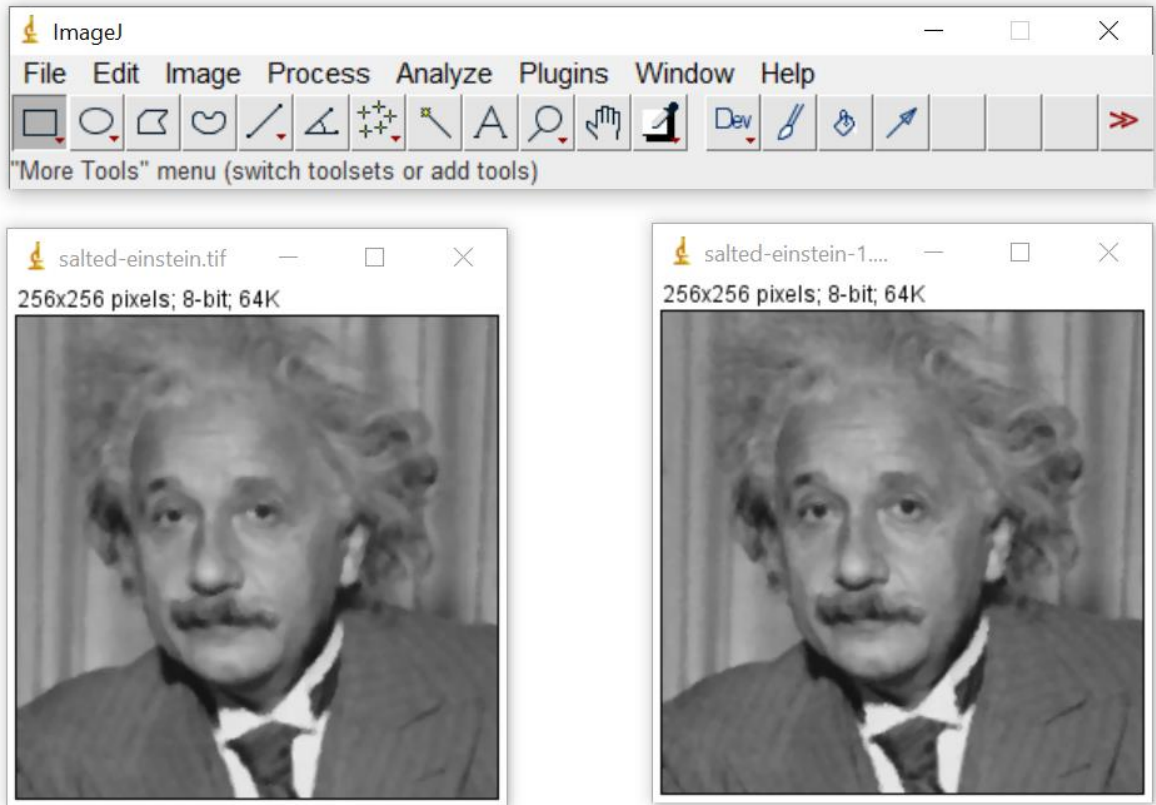 ImageJ
File Edit Image Process Analyze Plugins Window Help
Dev
"More Tools" menu (switch toolsets or add tools)
salted-einstein.tif
256x256 pixels; 8-bit; 64K
salted-einstein-1....
256x256 pixels; 8-bit; 64K